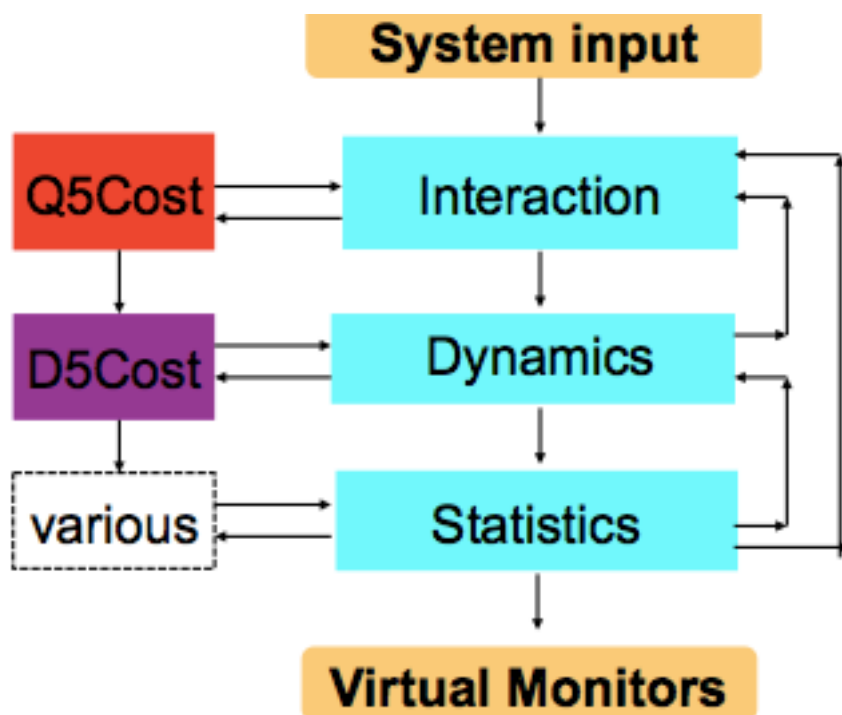 System input
Q5Cost
Interaction
D5Cost
Dynamics
various
Statistics
Virtual Monitors